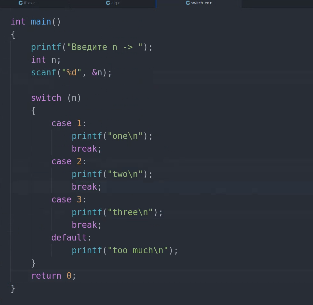 int main()
{
    printf("Введите n -> ");
    int n;
    scanf("%d", &n);

    switch (n)
    {
        case 1:
            printf("one\n");
            break;
        case 2:
            printf("two\n");
            break;
        case 3:
            printf("three\n");
            break;
        default:
            printf("too much\n");
    }
    return 0;
}